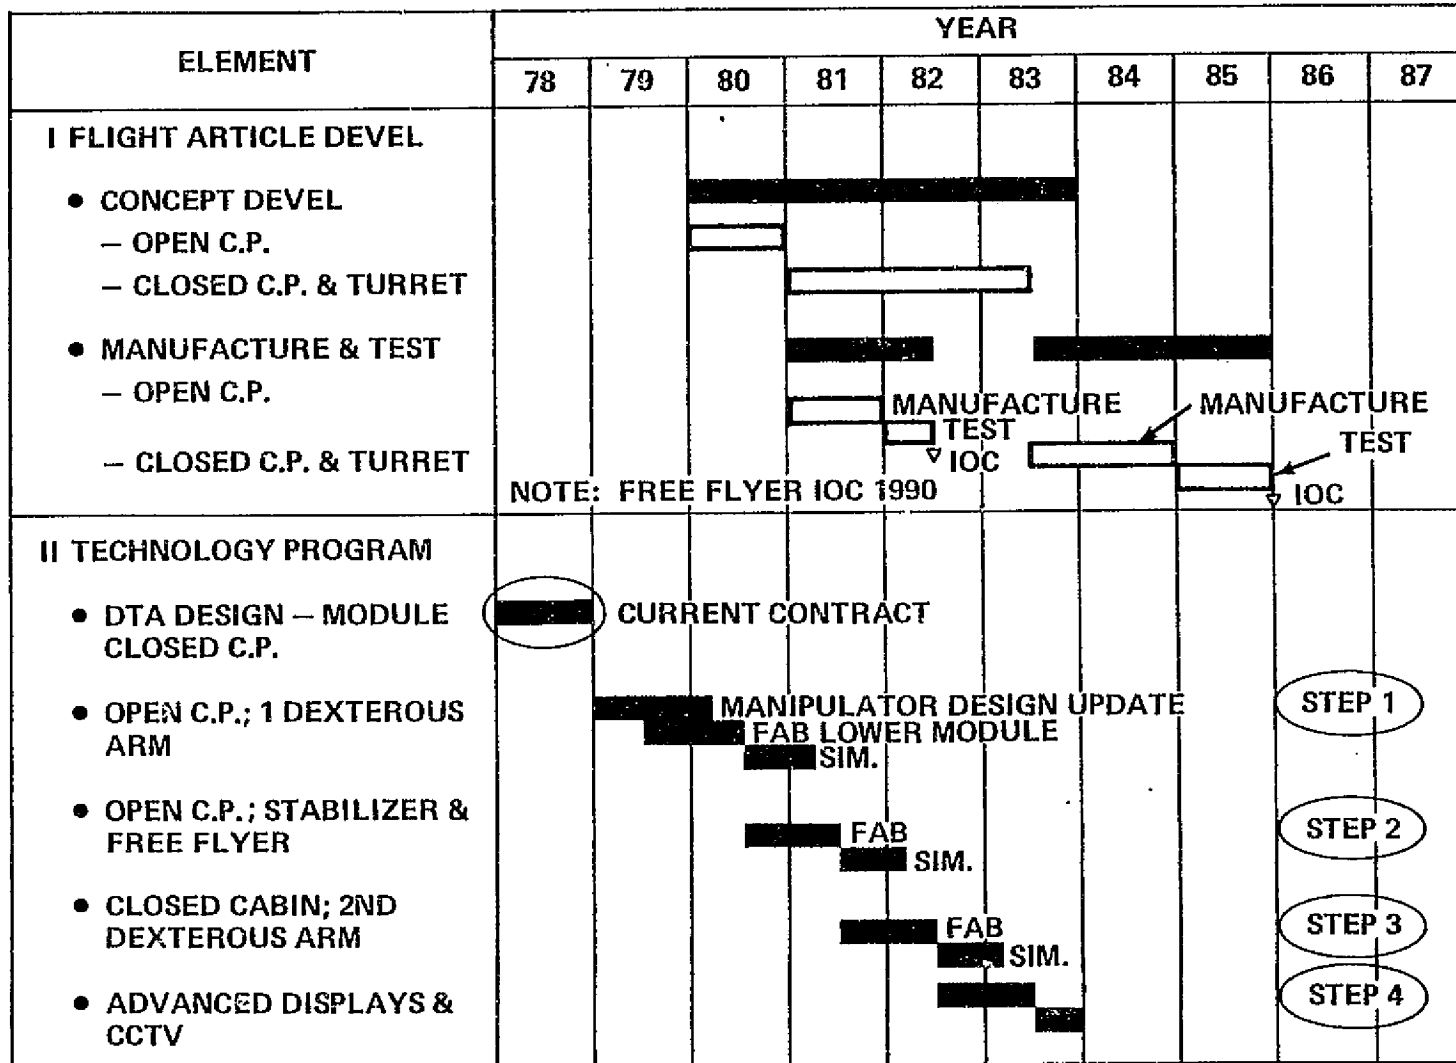 ELEMENT
YEAR
78 79 80 81 82 83 84 85 86 87
I FLIGHT ARTICLE DEVEL
● CONCEPT DEVEL
– OPEN C.P.
– CLOSED C.P. & TURRET
● MANUFACTURE & TEST
– OPEN C.P.
MANUFACTURE
MANUFACTURE
TEST
TEST
– CLOSED C.P. & TURRET
IOC
NOTE: FREE FLYER IOC 1990
IOC
II TECHNOLOGY PROGRAM
● DTA DESIGN – MODULE
CLOSED C.P.
CURRENT CONTRACT
● OPEN C.P.; 1 DEXTEROUS
ARM
MANIPULATOR DESIGN UPDATE
FAB LOWER MODULE
SIM.
STEP 1
● OPEN C.P.; STABILIZER &
FREE FLYER
FAB
SIM.
STEP 2
● CLOSED CABIN; 2ND
DEXTEROUS ARM
FAB
SIM.
STEP 3
● ADVANCED DISPLAYS &
CCTV
STEP 4